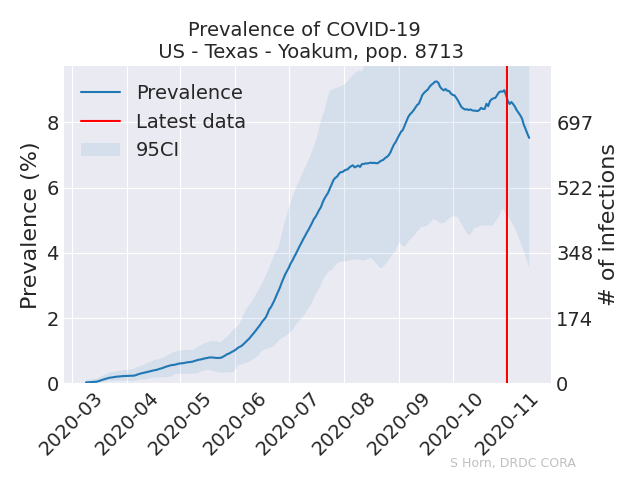 Prevalence of COVID-19
US - Texas - Yoakum, pop. 8713
Prevalence
Latest data
95CI
Prevalence (%)
8
6
4
2
0
697
522
348
174
0
# of infections
2020-03
2020-04
2020-05
2020-06
2020-07
2020-08
2020-09
2020-10
2020-11
S Horn, DRDC CORA